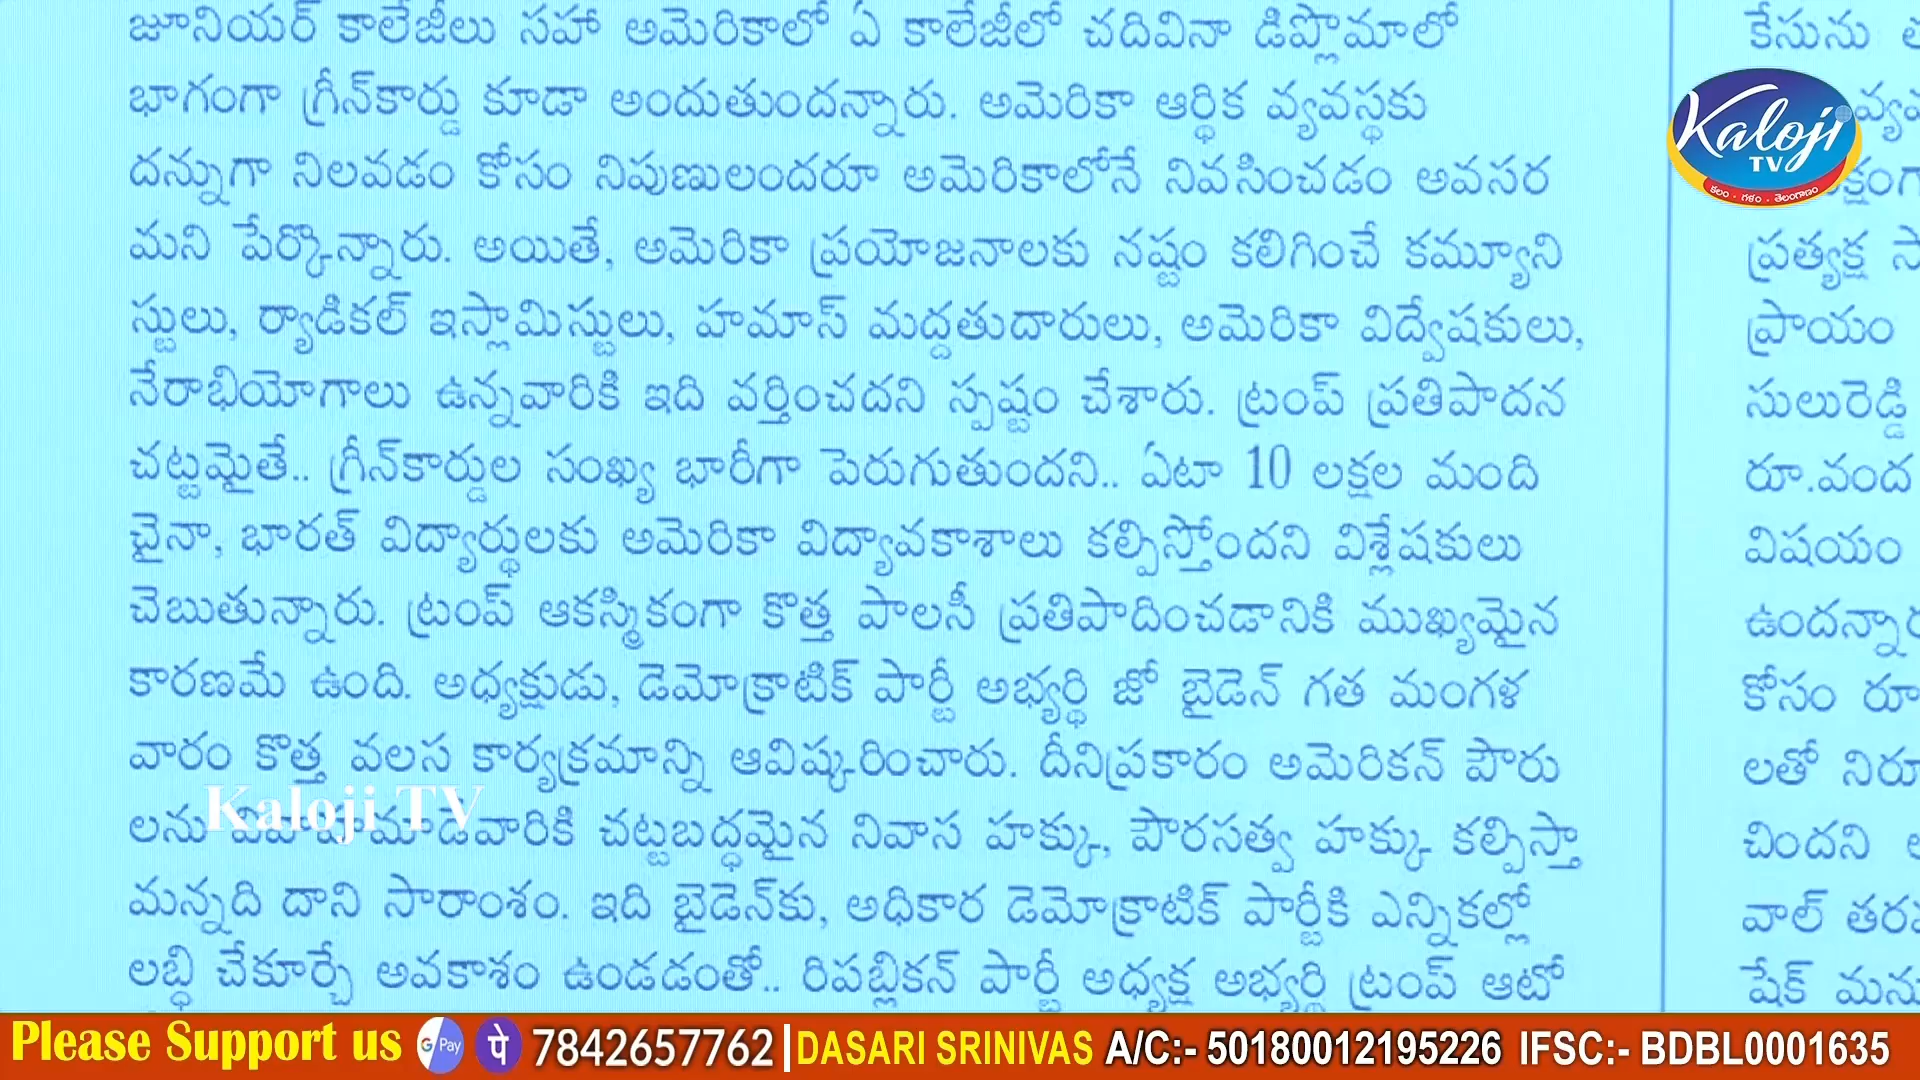 జూనియర్ కాలేజీలు సహా అమెరికాలో ఏ కాలేజీలో చదివినా డిప్లొమాలో
భాగంగా గ్రీన్‌కార్డు కూడా అందుతుందన్నారు. అమెరికా ఆర్థిక వ్యవస్థకు
దన్నుగా నిలవడం కోసం నిపుణులందరూ అమెరికాలోనే నివసించడం అవసర
మని పేర్కొన్నారు. అయితే, అమెరికా ప్రయోజనాలకు నష్టం కలిగించే కమ్యూని
స్టులు, ర్యాడికల్ ఇస్లామిస్టులు, హమాస్ మద్దతుదారులు, అమెరికా విద్వేషకులు,
నేరాభియోగాలు ఉన్నవారికి ఇది వర్తించదని స్పష్టం చేశారు. ట్రంప్ ప్రతిపాదన
చట్టమైతే.. గ్రీన్‌కార్డుల సంఖ్య భారీగా పెరుగుతుందని.. ఏటా 10 లక్షల మంది
చైనా, భారత్ విద్యార్థులకు అమెరికా విద్యావకాశాలు కల్పిస్తోందని విశ్లేషకులు
చెబుతున్నారు. ట్రంప్ ఆకస్మికంగా కొత్త పాలసీ ప్రతిపాదించడానికి ముఖ్యమైన
కారణమే ఉంది. అధ్యక్షుడు, డెమోక్రాటిక్ పార్టీ అభ్యర్థి జో బైడెన్ గత మంగళ
వారం కొత్త వలస కార్యక్రమాన్ని ఆవిష్కరించారు. దీనిప్రకారం అమెరికన్ పౌరు
లను చట్టబద్ధమైన నివాస హక్కు, పౌరసత్వ హక్కు కల్పిస్తా
మన్నది దాని సారాంశం. ఇది బైడెన్‌కు, అధికార డెమోక్రాటిక్ పార్టీకి ఎన్నికల్లో
లబ్ధి చేకూర్చే అవకాశం ఉండడంతో.. రిపబ్లికన్ పార్టీ అధ్యక్ష అభ్యర్థి ట్రంప్ ఆటో
కేసును
ప్రత్యక్ష
ప్రాయం
సులురెడ్డి
రూ.వంద
విషయం
ఉందన్నార
కోసం రూ
లతో నిరూ
చిందని
వాల్ తర
షేక్ మను
Kaloji
TV
కలం - గళం - తెలంగాణం
Kaloji TV
Please Support us G Pay पे 7842657762 | DASARI SRINIVAS A/C:- 50180012195226 IFSC:- BDBL0001635